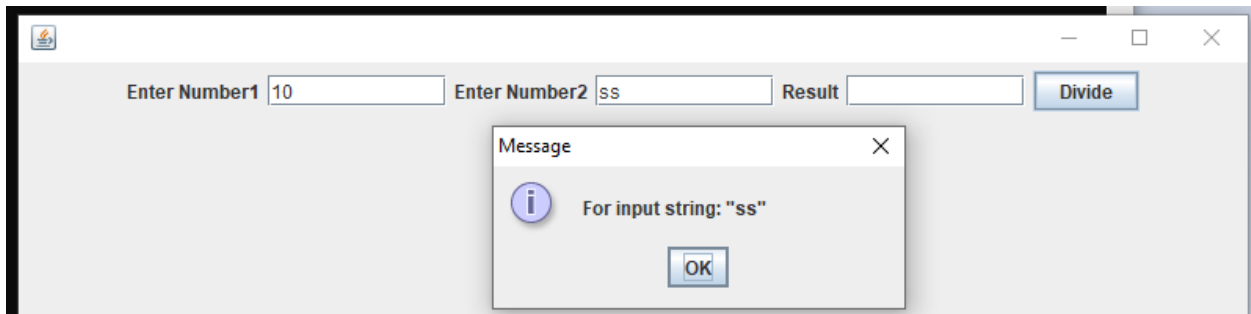 Enter Number1 10 Enter Number2 ss Result Divide
Message
For input string: "ss"
OK